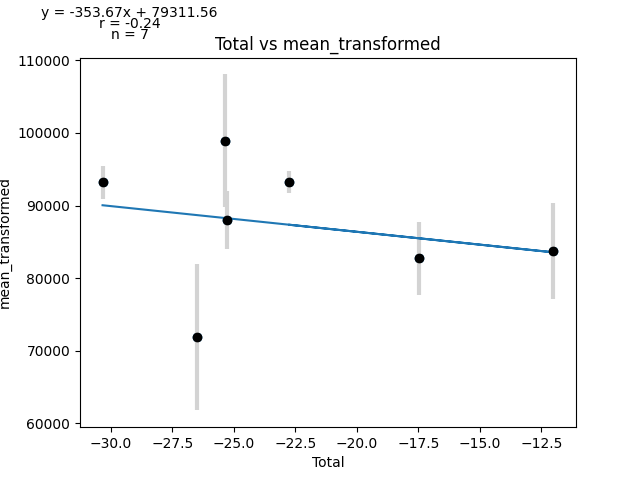 y = -353.67x + 79311.56
r = -0.24
n = 7
Total vs mean_transformed
110000
100000
90000
80000
70000
60000
mean_transformed
−30.0 −27.5 −25.0 −22.5 −20.0 −17.5 −15.0 −12.5
Total